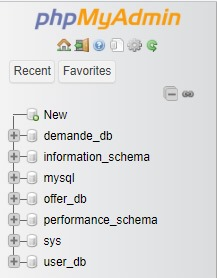 phpMyAdmin
Recent Favorites
New
demande_db
information_schema
mysql
offer_db
performance_schema
sys
user_db